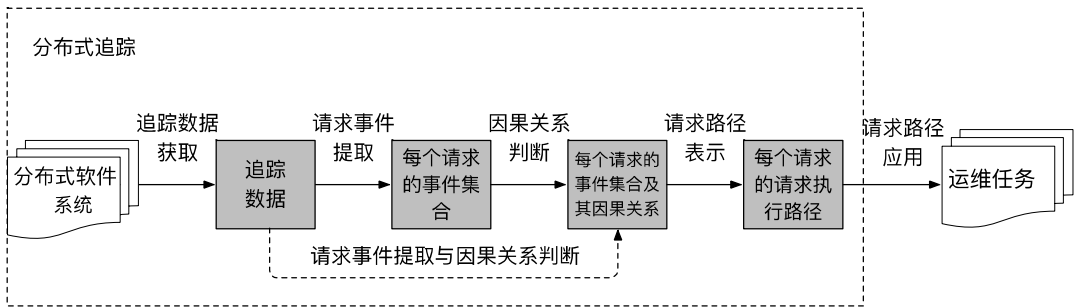 分布式追踪
追踪数据
获取
请求事件
提取
因果关系
判断
请求路径
表示
请求路径
应用
分布式软件
系统
追踪
数据
每个请求
的事件集
合
每个请求的
事件集合及
其因果关系
每个请求
的请求执
行路径
运维任务
请求事件提取与因果关系判断